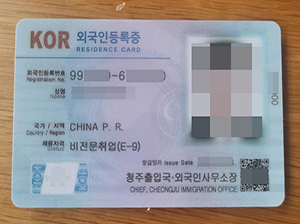 KOR 외국인등록증
RESIDENCE CARD
외국인등록번호 99 -6
Registration No.
성명
Name
국가 / 지역 CHINA P. R.
Country / Region
체류자격 비전문취업(E-9)
Status
발급일자 Issue Date
청주출입국·외국인사무소장
CHIEF, CHEONGJU IMMIGRATION OFFICE